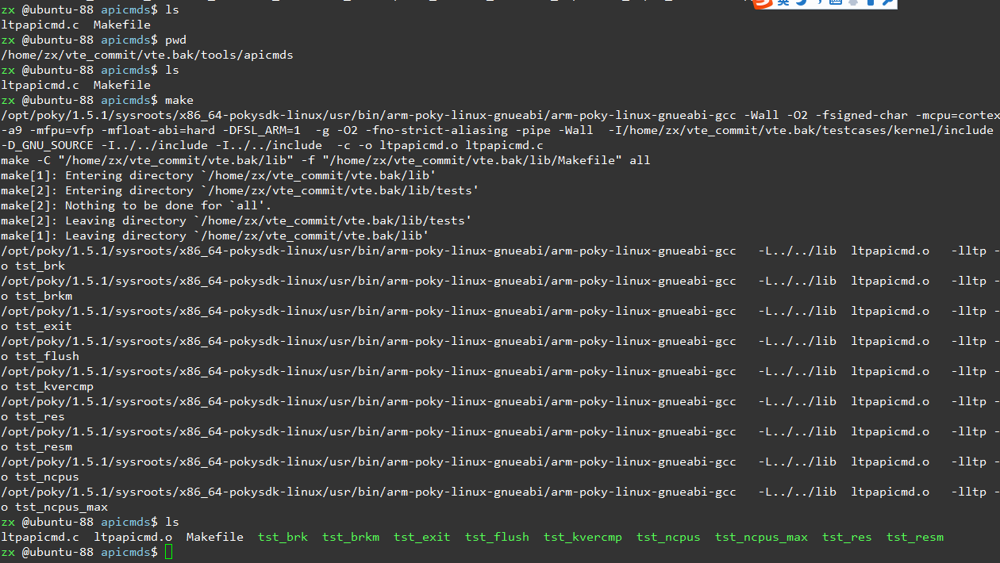 zx @ubuntu-88 apicmds$ ls
ltpapicmd.c  Makefile
zx @ubuntu-88 apicmds$ pwd
/home/zx/vte_commit/vte.bak/tools/apicmds
zx @ubuntu-88 apicmds$ ls
ltpapicmd.c  Makefile
zx @ubuntu-88 apicmds$ make
/opt/poky/1.5.1/sysroots/x86_64-pokysdk-linux/usr/bin/arm-poky-linux-gnueabi/arm-poky-linux-gnueabi-gcc -Wall -O2 -fsigned-char -mcpu=cortex
-a9 -mfpu=vfp -mfloat-abi=hard -DFSL_ARM=1  -g -O2 -fno-strict-aliasing -pipe -Wall  -I/home/zx/vte_commit/vte.bak/testcases/kernel/include
-D_GNU_SOURCE -I../../include -I../../include  -c -o ltpapicmd.o ltpapicmd.c
make -C "/home/zx/vte_commit/vte.bak/lib" -f "/home/zx/vte_commit/vte.bak/lib/Makefile" all
make[1]: Entering directory `/home/zx/vte_commit/vte.bak/lib'
make[2]: Entering directory `/home/zx/vte_commit/vte.bak/lib/tests'
make[2]: Nothing to be done for `all'.
make[2]: Leaving directory `/home/zx/vte_commit/vte.bak/lib/tests'
make[1]: Leaving directory `/home/zx/vte_commit/vte.bak/lib'
/opt/poky/1.5.1/sysroots/x86_64-pokysdk-linux/usr/bin/arm-poky-linux-gnueabi/arm-poky-linux-gnueabi-gcc   -L../../lib  ltpapicmd.o   -lltp -
o tst_brk
/opt/poky/1.5.1/sysroots/x86_64-pokysdk-linux/usr/bin/arm-poky-linux-gnueabi/arm-poky-linux-gnueabi-gcc   -L../../lib  ltpapicmd.o   -lltp -
o tst_brkm
/opt/poky/1.5.1/sysroots/x86_64-pokysdk-linux/usr/bin/arm-poky-linux-gnueabi/arm-poky-linux-gnueabi-gcc   -L../../lib  ltpapicmd.o   -lltp -
o tst_exit
/opt/poky/1.5.1/sysroots/x86_64-pokysdk-linux/usr/bin/arm-poky-linux-gnueabi/arm-poky-linux-gnueabi-gcc   -L../../lib  ltpapicmd.o   -lltp -
o tst_flush
/opt/poky/1.5.1/sysroots/x86_64-pokysdk-linux/usr/bin/arm-poky-linux-gnueabi/arm-poky-linux-gnueabi-gcc   -L../../lib  ltpapicmd.o   -lltp -
o tst_kvercmp
/opt/poky/1.5.1/sysroots/x86_64-pokysdk-linux/usr/bin/arm-poky-linux-gnueabi/arm-poky-linux-gnueabi-gcc   -L../../lib  ltpapicmd.o   -lltp -
o tst_res
/opt/poky/1.5.1/sysroots/x86_64-pokysdk-linux/usr/bin/arm-poky-linux-gnueabi/arm-poky-linux-gnueabi-gcc   -L../../lib  ltpapicmd.o   -lltp -
o tst_resm
/opt/poky/1.5.1/sysroots/x86_64-pokysdk-linux/usr/bin/arm-poky-linux-gnueabi/arm-poky-linux-gnueabi-gcc   -L../../lib  ltpapicmd.o   -lltp -
o tst_ncpus
/opt/poky/1.5.1/sysroots/x86_64-pokysdk-linux/usr/bin/arm-poky-linux-gnueabi/arm-poky-linux-gnueabi-gcc   -L../../lib  ltpapicmd.o   -lltp -
o tst_ncpus_max
zx @ubuntu-88 apicmds$ ls
ltpapicmd.c  ltpapicmd.o  Makefile  tst_brk  tst_brkm  tst_exit  tst_flush  tst_kvercmp  tst_ncpus  tst_ncpus_max  tst_res  tst_resm
zx @ubuntu-88 apicmds$